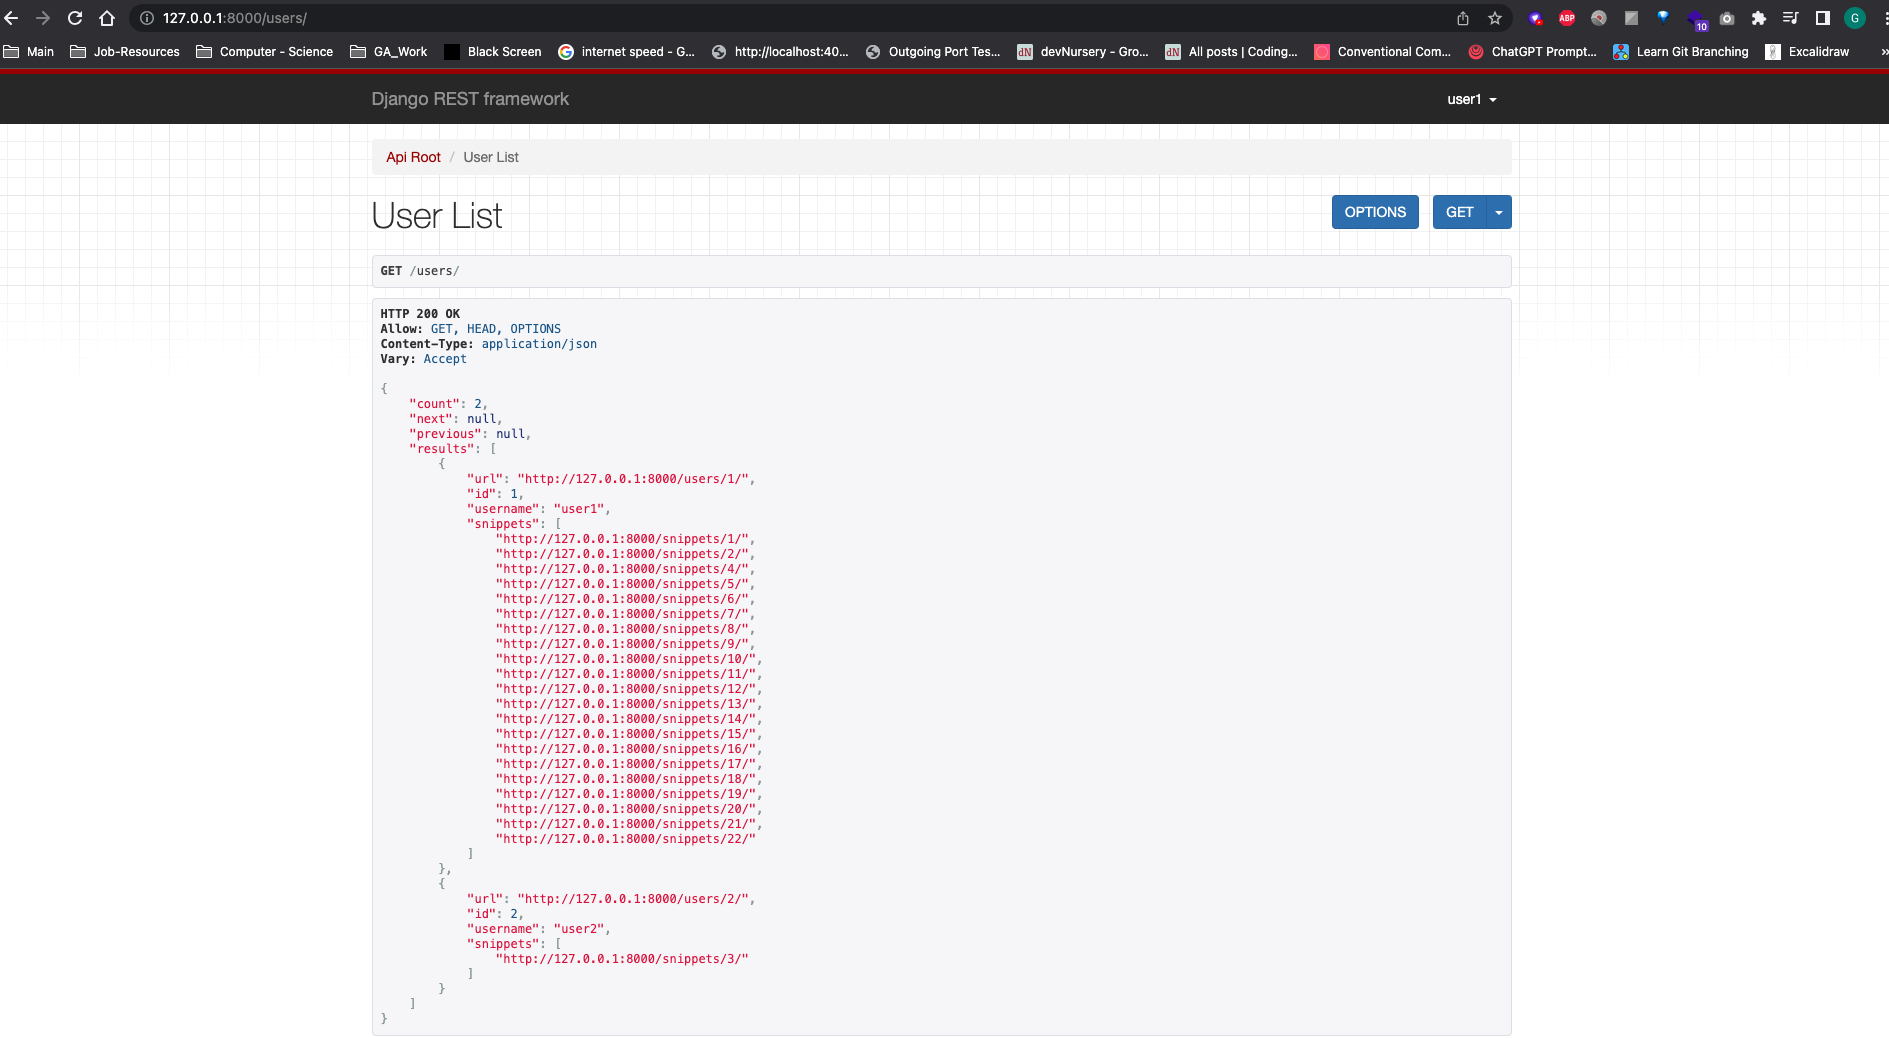 127.0.0.1:8000/users/
ABP
10
G
Main
Job-Resources
Computer - Science
GA_Work
Black Screen
internet speed - G...
http://localhost:40...
Outgoing Port Tes...
dN
devNursery - Gro...
dN
All posts | Coding...
Conventional Com...
ChatGPT Prompt...
Learn Git Branching
Excalidraw
»
Django REST framework
user1
Api Root / User List
User List
OPTIONS
GET
GET /users/
HTTP 200 OK
Allow: GET, HEAD, OPTIONS
Content-Type: application/json
Vary: Accept
{
"count": 2,
"next": null,
"previous": null,
"results": [
{
"url": "http://127.0.0.1:8000/users/1/",
"id": 1,
"username": "user1",
"snippets": [
"http://127.0.0.1:8000/snippets/1/",
"http://127.0.0.1:8000/snippets/2/",
"http://127.0.0.1:8000/snippets/4/",
"http://127.0.0.1:8000/snippets/5/",
"http://127.0.0.1:8000/snippets/6/",
"http://127.0.0.1:8000/snippets/7/",
"http://127.0.0.1:8000/snippets/8/",
"http://127.0.0.1:8000/snippets/9/",
"http://127.0.0.1:8000/snippets/10/",
"http://127.0.0.1:8000/snippets/11/",
"http://127.0.0.1:8000/snippets/12/",
"http://127.0.0.1:8000/snippets/13/",
"http://127.0.0.1:8000/snippets/14/",
"http://127.0.0.1:8000/snippets/15/",
"http://127.0.0.1:8000/snippets/16/",
"http://127.0.0.1:8000/snippets/17/",
"http://127.0.0.1:8000/snippets/18/",
"http://127.0.0.1:8000/snippets/19/",
"http://127.0.0.1:8000/snippets/20/",
"http://127.0.0.1:8000/snippets/21/",
"http://127.0.0.1:8000/snippets/22/"
]
},
{
"url": "http://127.0.0.1:8000/users/2/",
"id": 2,
"username": "user2",
"snippets": [
"http://127.0.0.1:8000/snippets/3/"
]
}
]
}